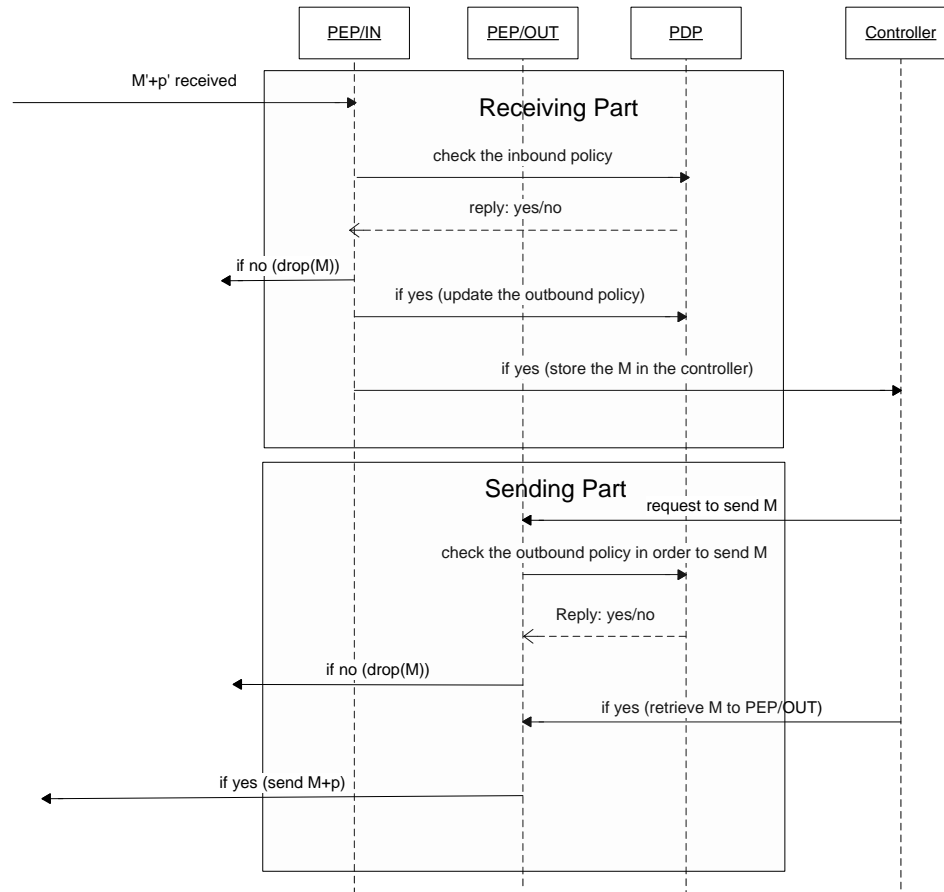 PEP/IN
PEP/OUT
PDP
Controller
M'+p' received
Receiving Part
check the inbound policy
reply: yes/no
if no (drop(M))
if yes (update the outbound policy)
if yes (store the M in the controller)
Sending Part
request to send M
check the outbound policy in order to send M
Reply: yes/no
if no (drop(M))
if yes (retrieve M to PEP/OUT)
if yes (send M+p)